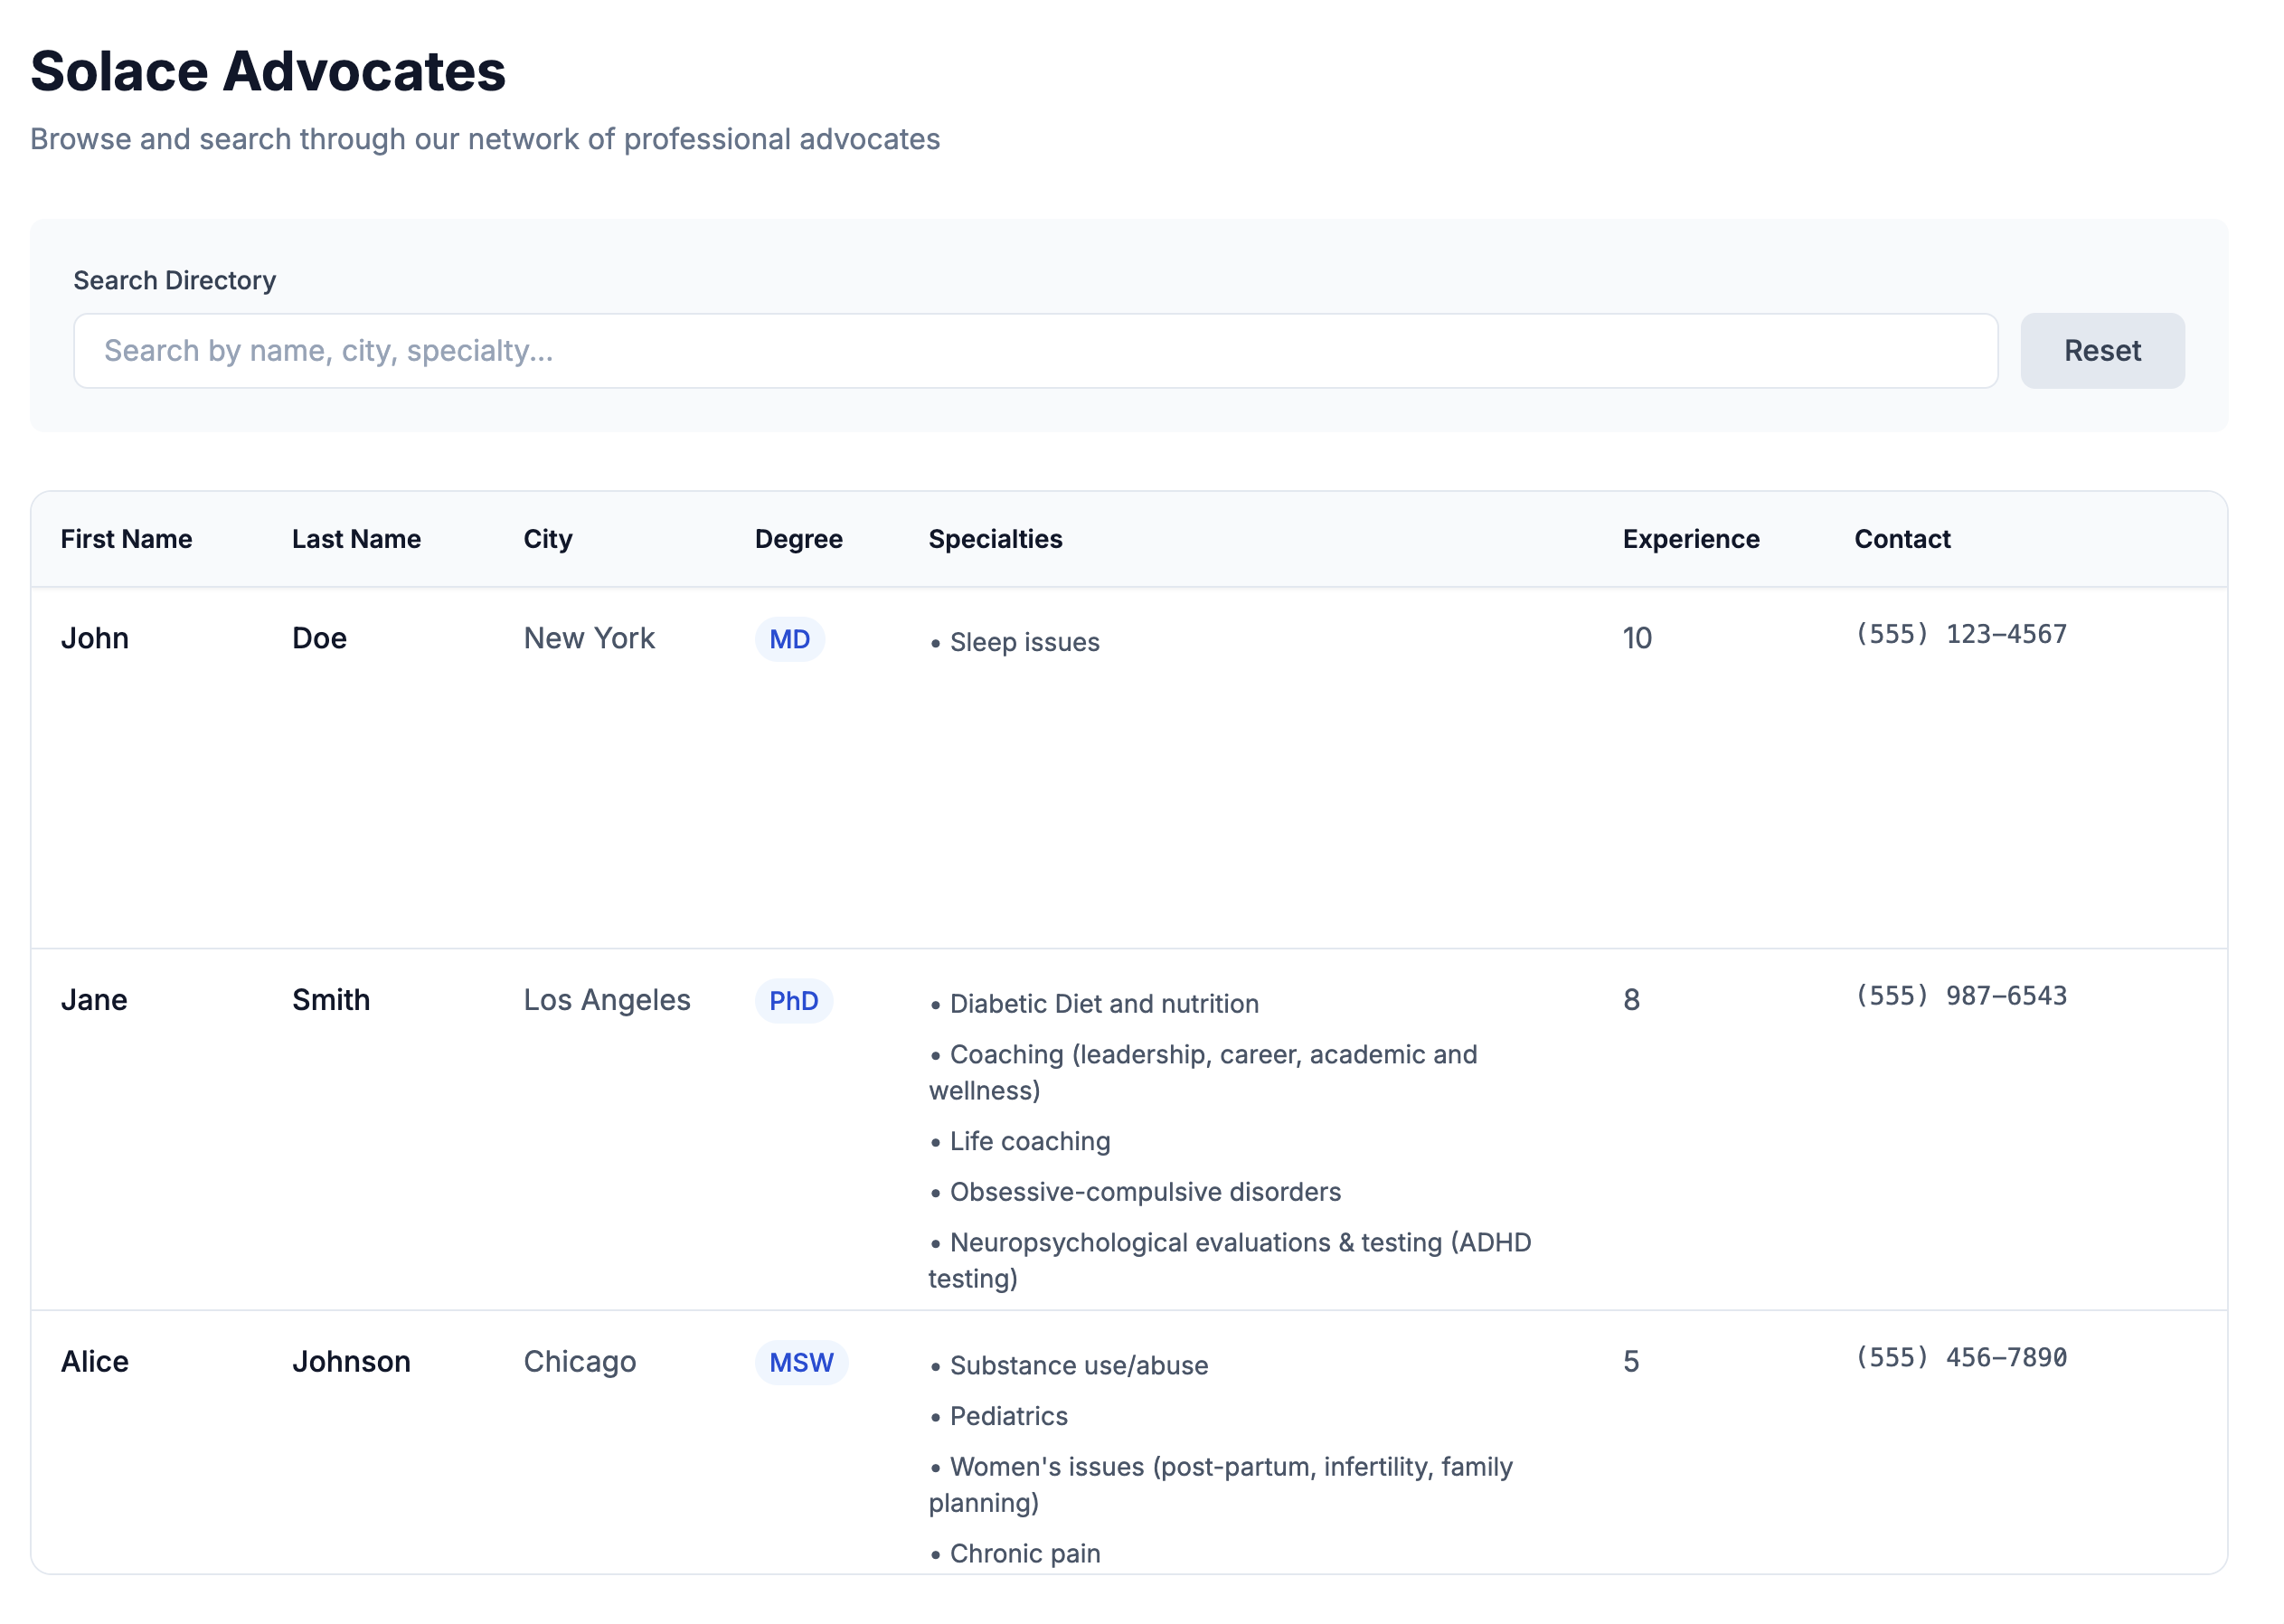 Solace Advocates
Browse and search through our network of professional advocates
Search Directory
Search by name, city, specialty...
Reset
First Name Last Name City Degree Specialties Experience Contact
John Doe New York MD • Sleep issues 10 (555) 123-4567
Jane Smith Los Angeles PhD • Diabetic Diet and nutrition 8 (555) 987-6543
• Coaching (leadership, career, academic and
wellness)
• Life coaching
• Obsessive-compulsive disorders
• Neuropsychological evaluations & testing (ADHD
testing)
Alice Johnson Chicago MSW • Substance use/abuse 5 (555) 456-7890
• Pediatrics
• Women's issues (post-partum, infertility, family
planning)
• Chronic pain